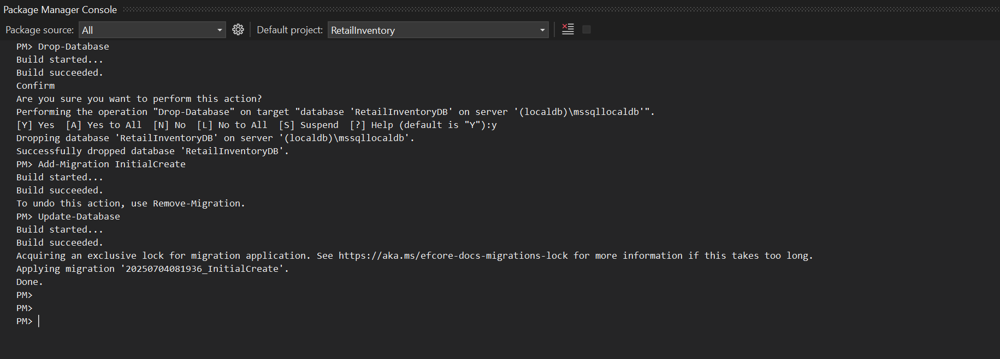 Package Manager Console
Package source: All Default project: RetailInventory
PM> Drop-Database
Build started...
Build succeeded.
Confirm
Are you sure you want to perform this action?
Performing the operation "Drop-Database" on target "database 'RetailInventoryDB' on server '(localdb)\mssqllocaldb'".
[Y] Yes  [A] Yes to All  [N] No  [L] No to All  [S] Suspend  [?] Help (default is "Y"):y
Dropping database 'RetailInventoryDB' on server '(localdb)\mssqllocaldb'.
Successfully dropped database 'RetailInventoryDB'.
PM> Add-Migration InitialCreate
Build started...
Build succeeded.
To undo this action, use Remove-Migration.
PM> Update-Database
Build started...
Build succeeded.
Acquiring an exclusive lock for migration application. See https://aka.ms/efcore-docs-migrations-lock for more information if this takes too long.
Applying migration '20250704081936_InitialCreate'.
Done.
PM>
PM>
PM>